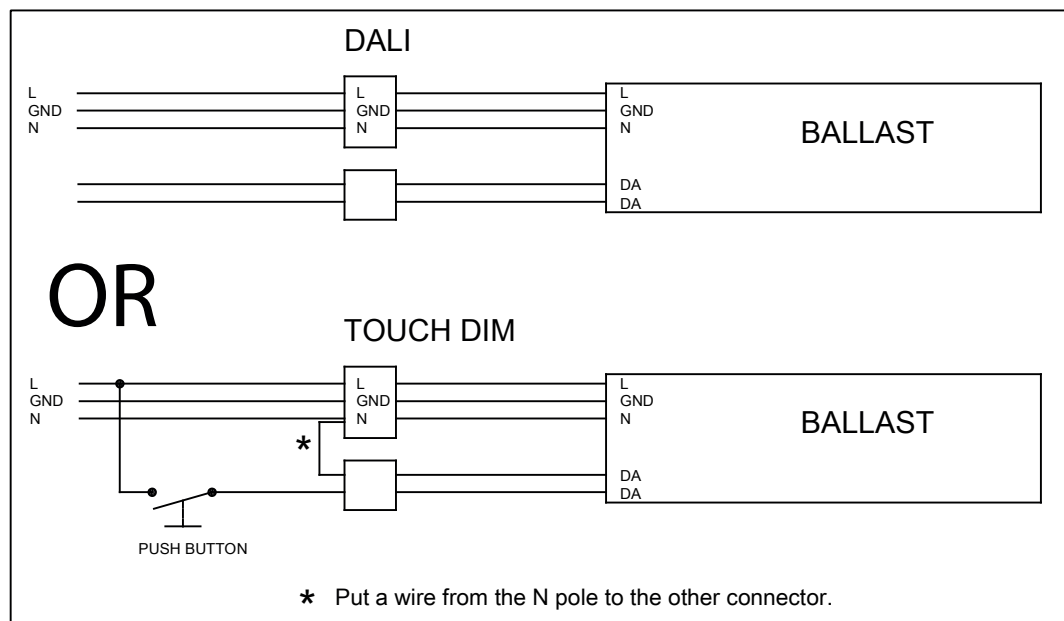 DALI
L L L
GND GND GND
N N N
BALLAST
DA
DA
OR
TOUCH DIM
L L L
GND GND GND
N N N
BALLAST
*
DA
DA
PUSH BUTTON
* Put a wire from the N pole to the other connector.